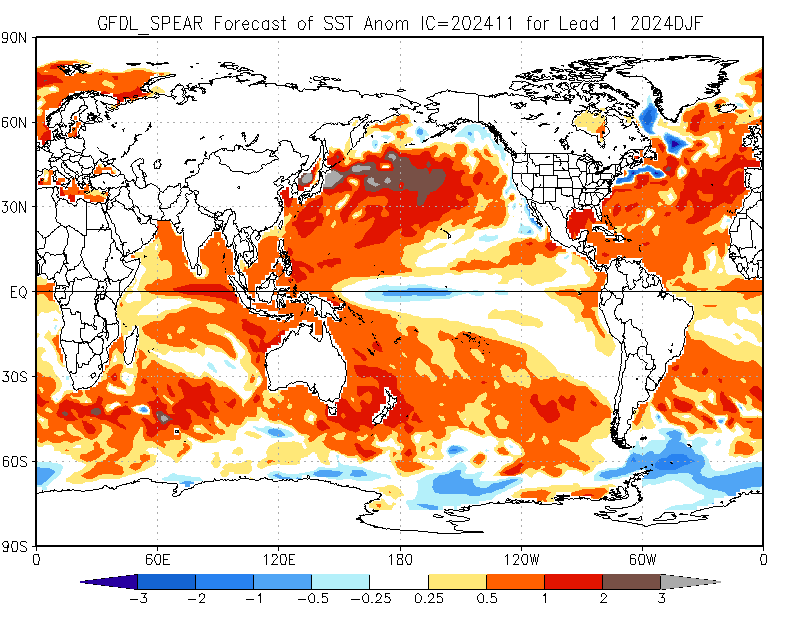 GFDL_SPEAR Forecast of SST Anom IC=202411 for Lead 1 2024DJF
90N
60N
30N
EQ
30S
60S
90S
0 60E 120E 180 120W 60W 0
-3 -2 -1 -0.5 -0.25 0.25 0.5 1 2 3